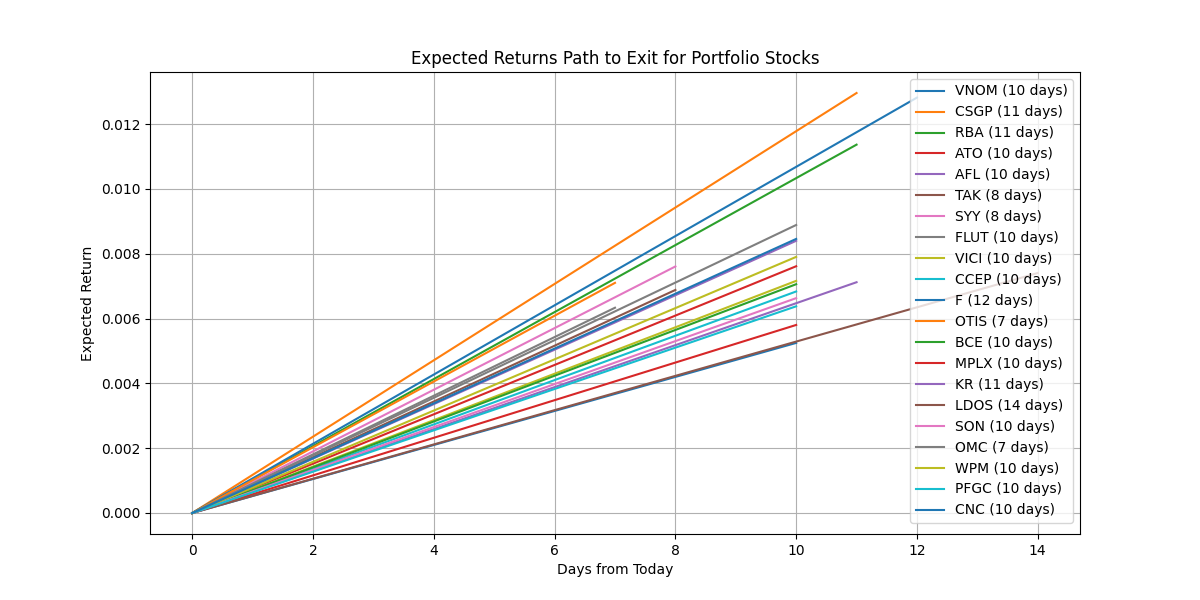 Expected Returns Path to Exit for Portfolio Stocks
Expected Return
0.012
0.010
0.008
0.006
0.004
0.002
0.000
0
2
4
6
8
10
12
14
Days from Today
VNOM (10 days)
CSGP (11 days)
RBA (11 days)
ATO (10 days)
AFL (10 days)
TAK (8 days)
SYY (8 days)
FLUT (10 days)
VICI (10 days)
CCEP (10 days)
F (12 days)
OTIS (7 days)
BCE (10 days)
MPLX (10 days)
KR (11 days)
LDOS (14 days)
SON (10 days)
OMC (7 days)
WPM (10 days)
PFGC (10 days)
CNC (10 days)